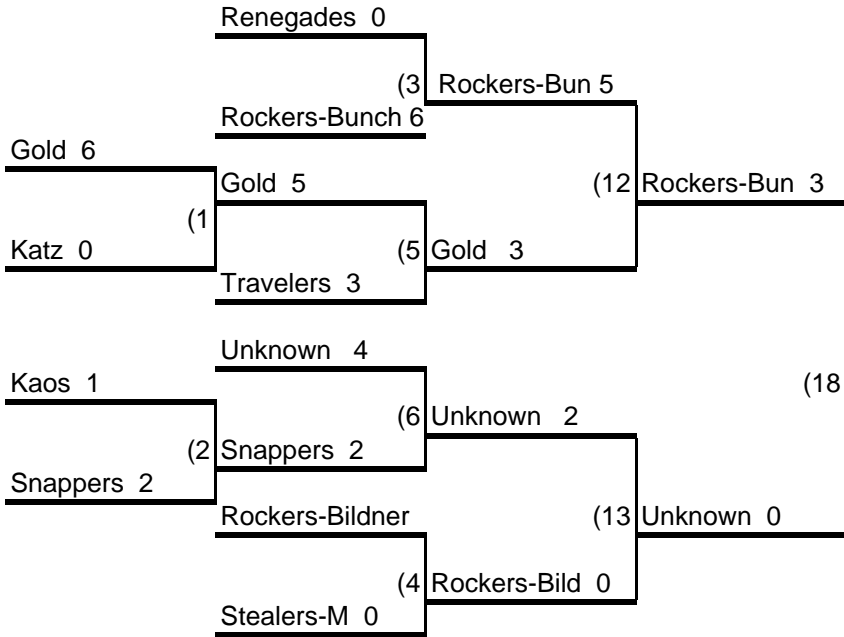 Renegades 0
(3 Rockers-Bun 5
Rockers-Bunch 6
Gold 6
Gold 5
(12 Rockers-Bun 3
(1
Katz 0
(5 Gold 3
Travelers 3
Unknown 4
Kaos 1
(18
(6 Unknown 2
(2 Snappers 2
Snappers 2
Rockers-Bildner
(13 Unknown 0
(4 Rockers-Bild 0
Stealers-M 0